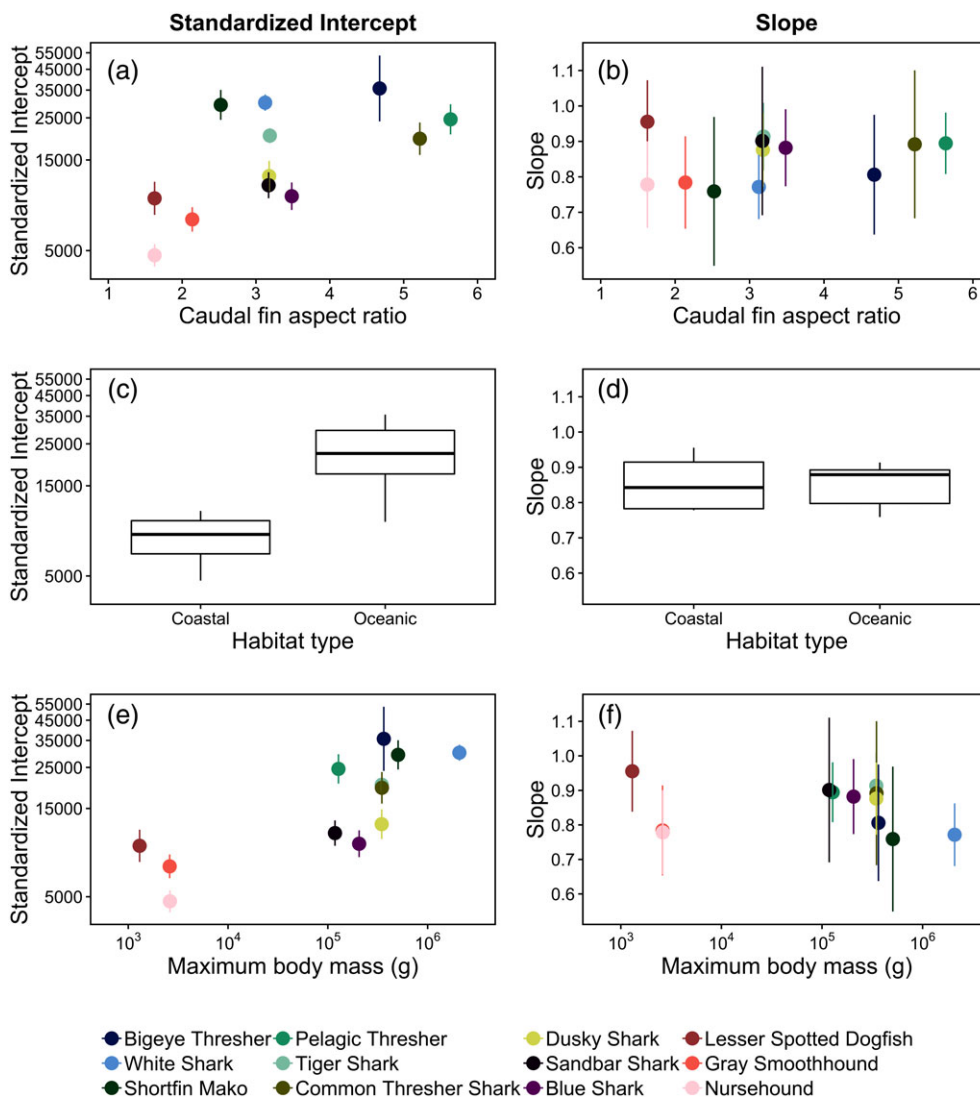 Standardized Intercept
Slope
(a)
Standardized Intercept
55000
45000
35000
25000
15000
5000
1 2 3 4 5 6
Caudal fin aspect ratio
(b)
Slope
1.1
1.0
0.9
0.8
0.7
0.6
1 2 3 4 5 6
Caudal fin aspect ratio
(c)
Standardized Intercept
55000
45000
35000
25000
15000
5000
Coastal Oceanic
Habitat type
(d)
Slope
1.1
1.0
0.9
0.8
0.7
0.6
Coastal Oceanic
Habitat type
(e)
Standardized Intercept
55000
45000
35000
25000
15000
5000
10³ 10⁴ 10⁵ 10⁶
Maximum body mass (g)
(f)
Slope
1.1
1.0
0.9
0.8
0.7
0.6
10³ 10⁴ 10⁵ 10⁶
Maximum body mass (g)
Bigeye Thresher Pelagic Thresher Dusky Shark Lesser Spotted Dogfish
White Shark Tiger Shark Sandbar Shark Gray Smoothhound
Shortfin Mako Common Thresher Shark Blue Shark Nursehound